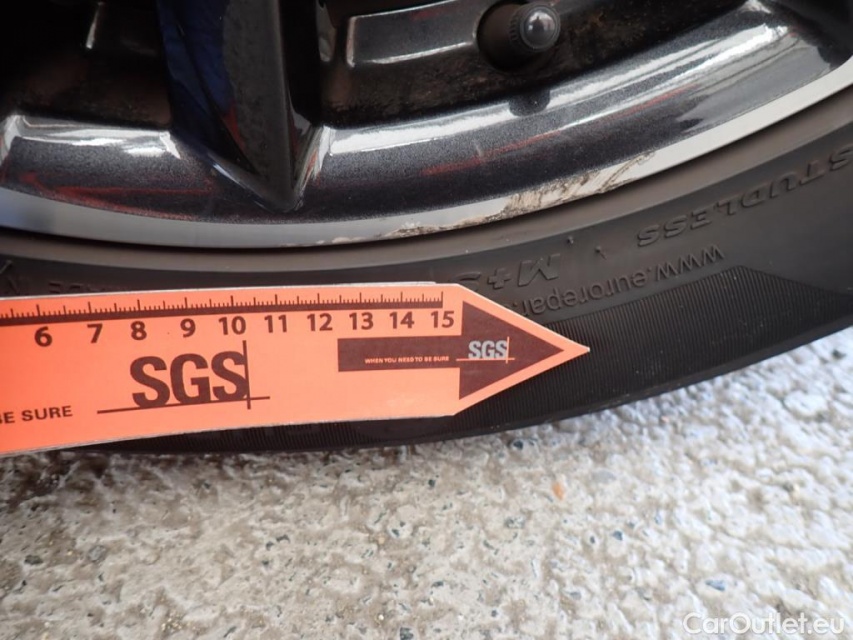 STUDLESS
www.eurorepar.
M+S
6 7 8 9 10 11 12 13 14 15
SGS
WHEN YOU NEED TO BE SURE
SGS
BE SURE
CarOutlet.eu